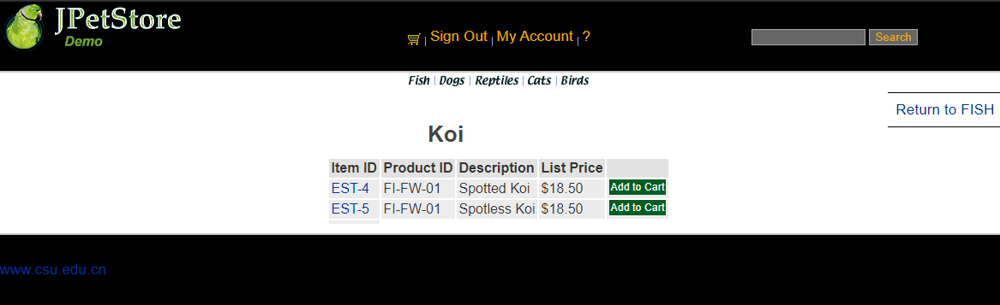 JPetStore
Demo
| Sign Out | My Account | ?
Search
Fish | Dogs | Reptiles | Cats | Birds
Return to FISH
Koi
Item ID Product ID Description List Price
EST-4 FI-FW-01 Spotted Koi $18.50 Add to Cart
EST-5 FI-FW-01 Spotless Koi $18.50 Add to Cart
www.csu.edu.cn